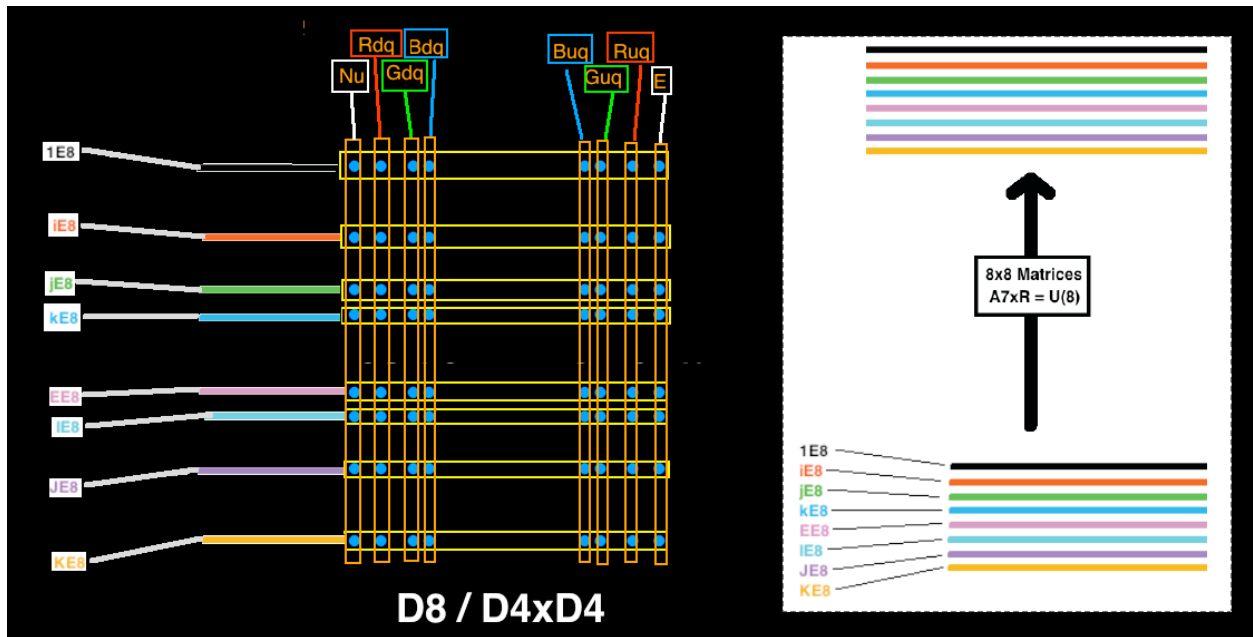 Rdq
Bdq
Nu
Gdq
Buq
Ruq
Guq
E
1E8
iE8
jE8
kE8
EE8
IE8
JE8
KE8
D8 / D4xD4
8x8 Matrices
A7xR = U(8)
1E8
iE8
jE8
kE8
EE8
IE8
JE8
KE8